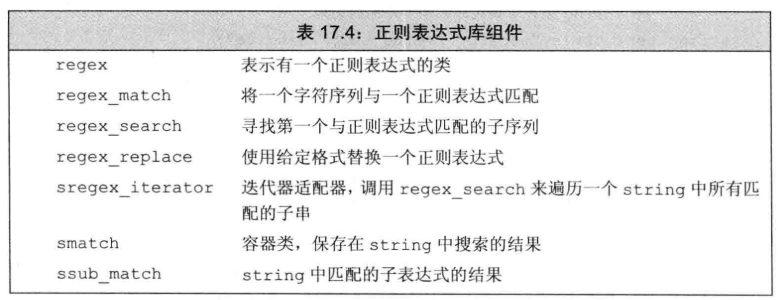 表 17.4：正则表达式库组件
regex 表示有一个正则表达式的类
regex_match 将一个字符序列与一个正则表达式匹配
regex_search 寻找第一个与正则表达式匹配的子序列
regex_replace 使用给定格式替换一个正则表达式
sregex_iterator 迭代器适配器，调用 regex_search 来遍历一个 string 中所有匹
配的子串
smatch 容器类，保存在 string 中搜索的结果
ssub_match string 中匹配的子表达式的结果